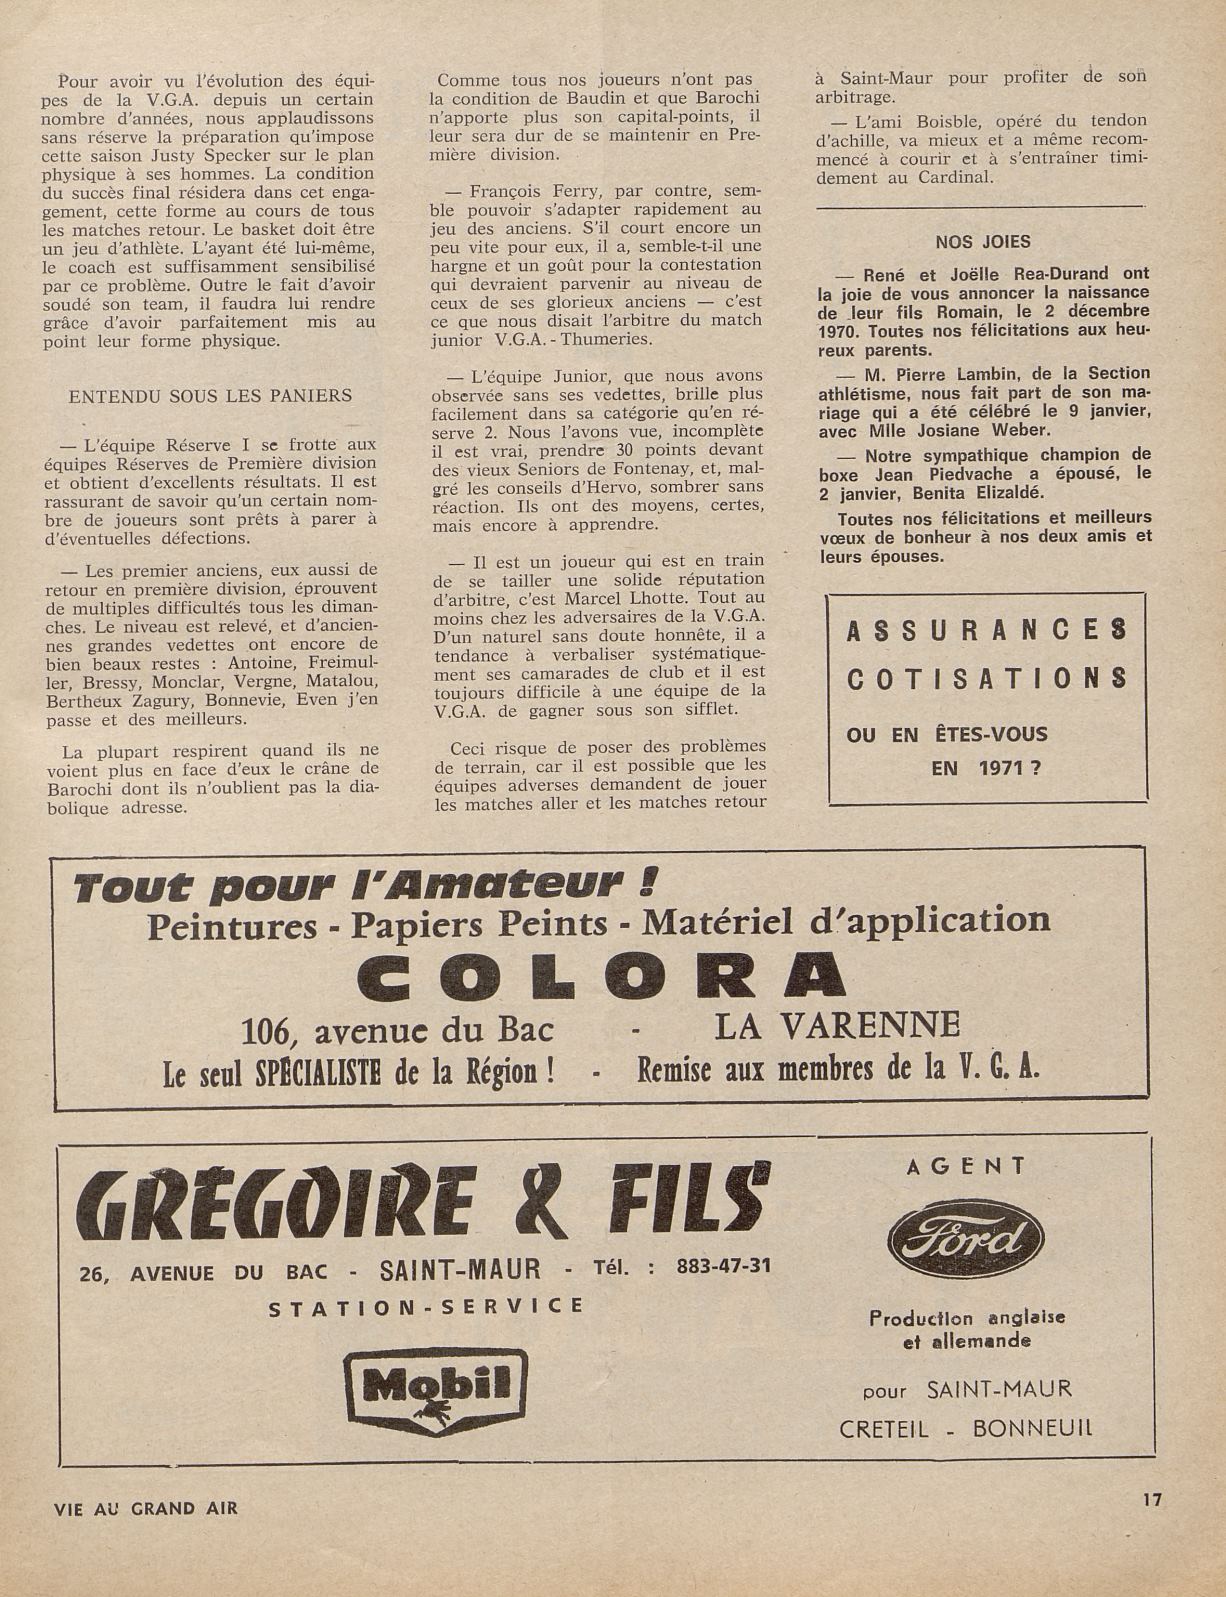 Pour avoir vu l'évolution des équi-
pes de la V.G.A. depuis un certain
nombre d'années, nous applaudissons
sans réserve la préparation qu'impose
cette saison Justy Specker sur le plan
physique à ses hommes. La condition
du succès final résidera dans cet enga-
gement, cette forme au cours de tous
les matches retour. Le basket doit être
un jeu d'athlète. L'ayant été lui-même,
le coach est suffisamment sensibilisé
par ce problème. Outre le fait d'avoir
soudé son team, il faudra lui rendre
grâce d'avoir parfaitement mis au
point leur forme physique.
ENTENDU SOUS LES PANIERS
— L'équipe Réserve I se frotte aux
équipes Réserves de Première division
et obtient d'excellents résultats. Il est
rassurant de savoir qu'un certain nom-
bre de joueurs sont prêts à parer à
d'éventuelles défections.
— Les premier anciens, eux aussi de
retour en première division, éprouvent
de multiples difficultés tous les diman-
ches. Le niveau est relevé, et d'ancien-
nes grandes vedettes ont encore de
bien beaux restes : Antoine, Freimul-
ler, Bressy, Monclar, Vergne, Matalou,
Bertheux Zagury, Bonnevie, Even j'en
passe et des meilleurs.
La plupart respirent quand ils ne
voient plus en face d'eux le crâne de
Barochi dont ils n'oublient pas la dia-
bolique adresse.
Comme tous nos joueurs n'ont pas
la condition de Baudin et que Barochi
n'apporte plus son capital-points, il
leur sera dur de se maintenir en Pre-
mière division.
— François Ferry, par contre, sem-
ble pouvoir s'adapter rapidement au
jeu des anciens. S'il court encore un
peu vite pour eux, il a, semble-t-il une
hargne et un goût pour la contestation
qui devraient parvenir au niveau de
ceux de ses glorieux anciens — c'est
ce que nous disait l'arbitre du match
junior V.G.A. - Thumeries.
— L'équipe Junior, que nous avons
observée sans ses vedettes, brille plus
facilement dans sa catégorie qu'en ré-
serve 2. Nous l'avons vue, incomplète
il est vrai, prendre 30 points devant
des vieux Seniors de Fontenay, et, mal-
gré les conseils d'Hervo, sombrer sans
réaction. Ils ont des moyens, certes,
mais encore à apprendre.
— Il est un joueur qui est en train
de se tailler une solide réputation
d'arbitre, c'est Marcel Lhotte. Tout au
moins chez les adversaires de la V.G.A.
D'un naturel sans doute honnête, il a
tendance à verbaliser systématique-
ment ses camarades de club et il est
toujours difficile à une équipe de la
V.G.A. de gagner sous son sifflet.
Ceci risque de poser des problèmes
de terrain, car il est possible que les
équipes adverses demandent de jouer
les matches aller et les matches retour
à Saint-Maur pour profiter de son
arbitrage.
— L'ami Boisble, opéré du tendon
d'achille, va mieux et a même recom-
mencé à courir et à s'entraîner timi-
dement au Cardinal.
NOS JOIES
— René et Joëlle Rea-Durand ont
la joie de vous annoncer la naissance
de leur fils Romain, le 2 décembre
1970. Toutes nos félicitations aux heu-
reux parents.
— M. Pierre Lambin, de la Section
athlétisme, nous fait part de son ma-
riage qui a été célébré le 9 janvier,
avec Mlle Josiane Weber.
— Notre sympathique champion de
boxe Jean Piedvache a épousé, le
2 janvier, Benita Elizaldé.
Toutes nos félicitations et meilleurs
vœux de bonheur à nos deux amis et
leurs épouses.
ASSURANCES
COTISATIONS
OU EN ÊTES-VOUS
EN 1971 ?
Tout pour l'Amateur !
Peintures - Papiers Peints - Matériel d'application
COLORA
106, avenue du Bac - LA VARENNE
Le seul SPÉCIALISTE de la Région ! - Remise aux membres de la V. G. A.
GRÉGOIRE & FILS
26, AVENUE DU BAC - SAINT-MAUR - Tél. : 883-47-31
STATION-SERVICE
Mobil
AGENT
Ford
Production anglaise
et allemande
pour SAINT-MAUR
CRETEIL - BONNEUIL
VIE AU GRAND AIR
17